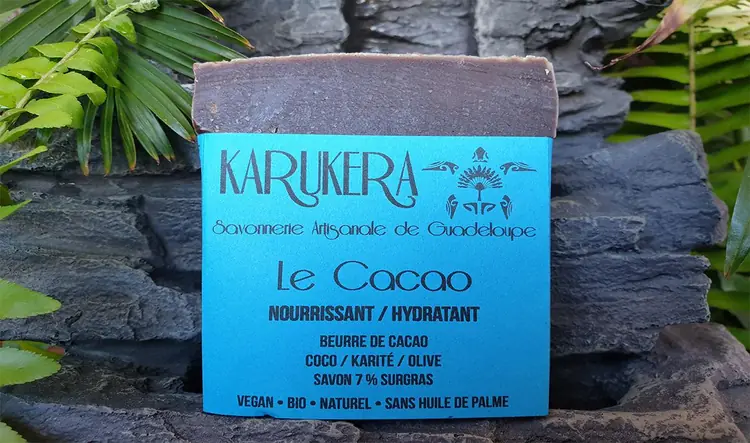 KARUKERA
Savonnerie Artisanale de Guadeloupe
Le Cacao
NOURRISSANT / HYDRATANT
BEURRE DE CACAO
COCO / KARITÉ / OLIVE
SAVON 7 % SURGRAS
VEGAN • BIO • NATUREL • SANS HUILE DE PALME